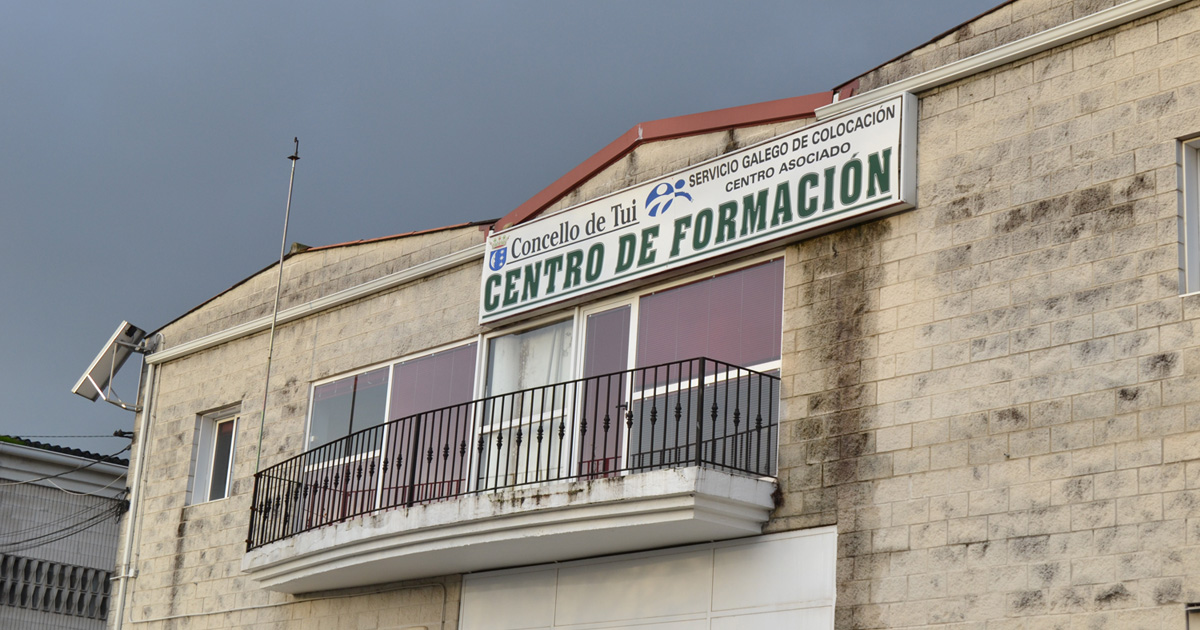 Concello de Tui
SERVICIO GALEGO DE COLOCACIÓN
CENTRO ASOCIADO
CENTRO DE FORMACIÓN